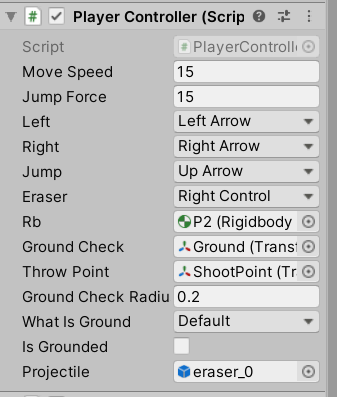 Player Controller (Scrip
Script PlayerControlle
Move Speed 15
Jump Force 15
Left Left Arrow
Right Right Arrow
Jump Up Arrow
Eraser Right Control
Rb P2 (Rigidbody
Ground Check Ground (Transf
Throw Point ShootPoint (Tr
Ground Check Radiu 0.2
What Is Ground Default
Is Grounded
Projectile eraser_0